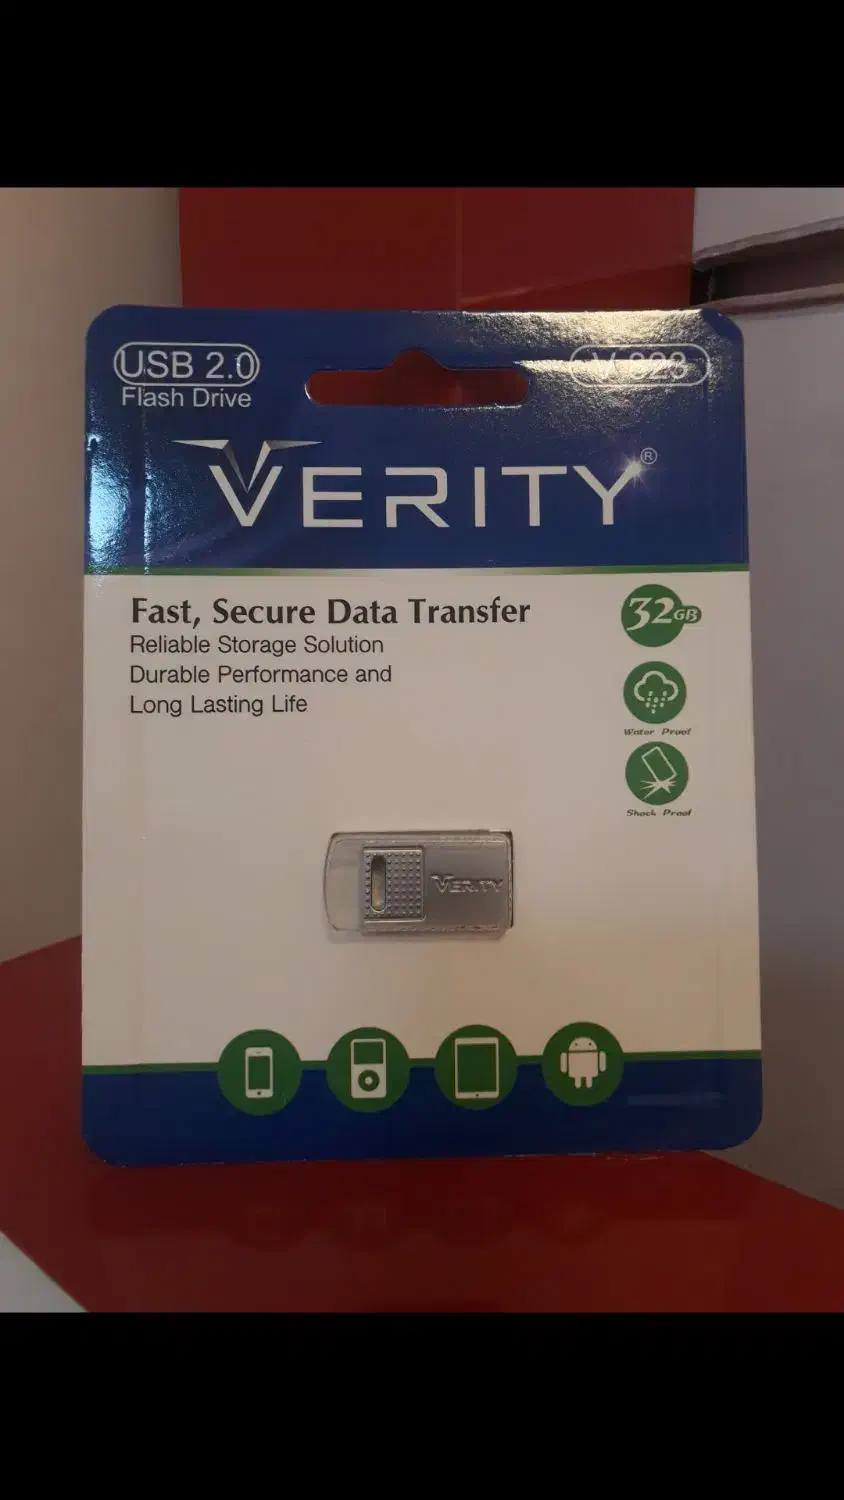 USB 2.0
Flash Drive
V 823
VERITY®
Fast, Secure Data Transfer
Reliable Storage Solution
Durable Performance and
Long Lasting Life
32GB
Water Proof
Shock Proof
VERITY